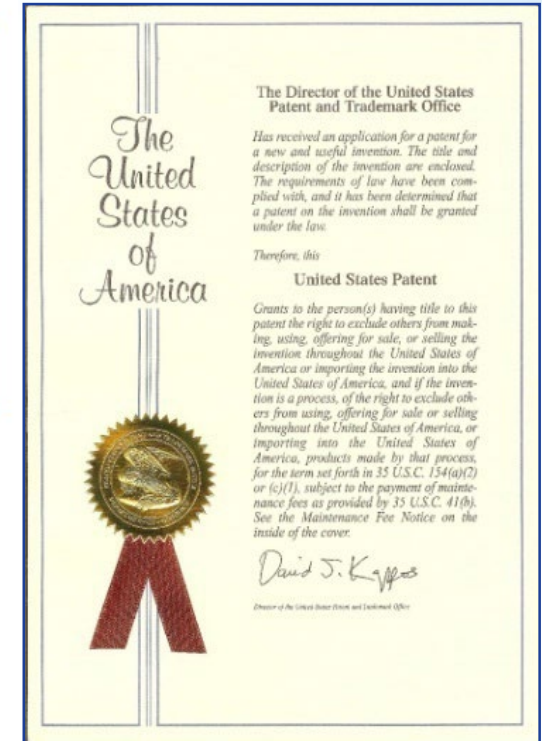 The
United
States
of
America
The Director of the United States
Patent and Trademark Office
Has received an application for a patent for
a new and useful invention. The title and
description of the invention are enclosed.
The requirements of law have been com-
plied with, and it has been determined that
a patent on the invention shall be granted
under the law.
Therefore, this
United States Patent
Grants to the person(s) having title to this
patent the right to exclude others from mak-
ing, using, offering for sale, or selling the
invention throughout the United States of
America or importing the invention into the
United States of America, and if the inven-
tion is a process, of the right to exclude oth-
ers from using, offering for sale or selling
throughout the United States of America, or
importing into the United States of
America, products made by that process,
for the term set forth in 35 U.S.C. 154(a)(2)
or (c)(1), subject to the payment of mainte-
nance fees as provided by 35 U.S.C. 41(b).
See the Maintenance Fee Notice on the
inside of the cover.
David J. Kappos
Director of the United States Patent and Trademark Office